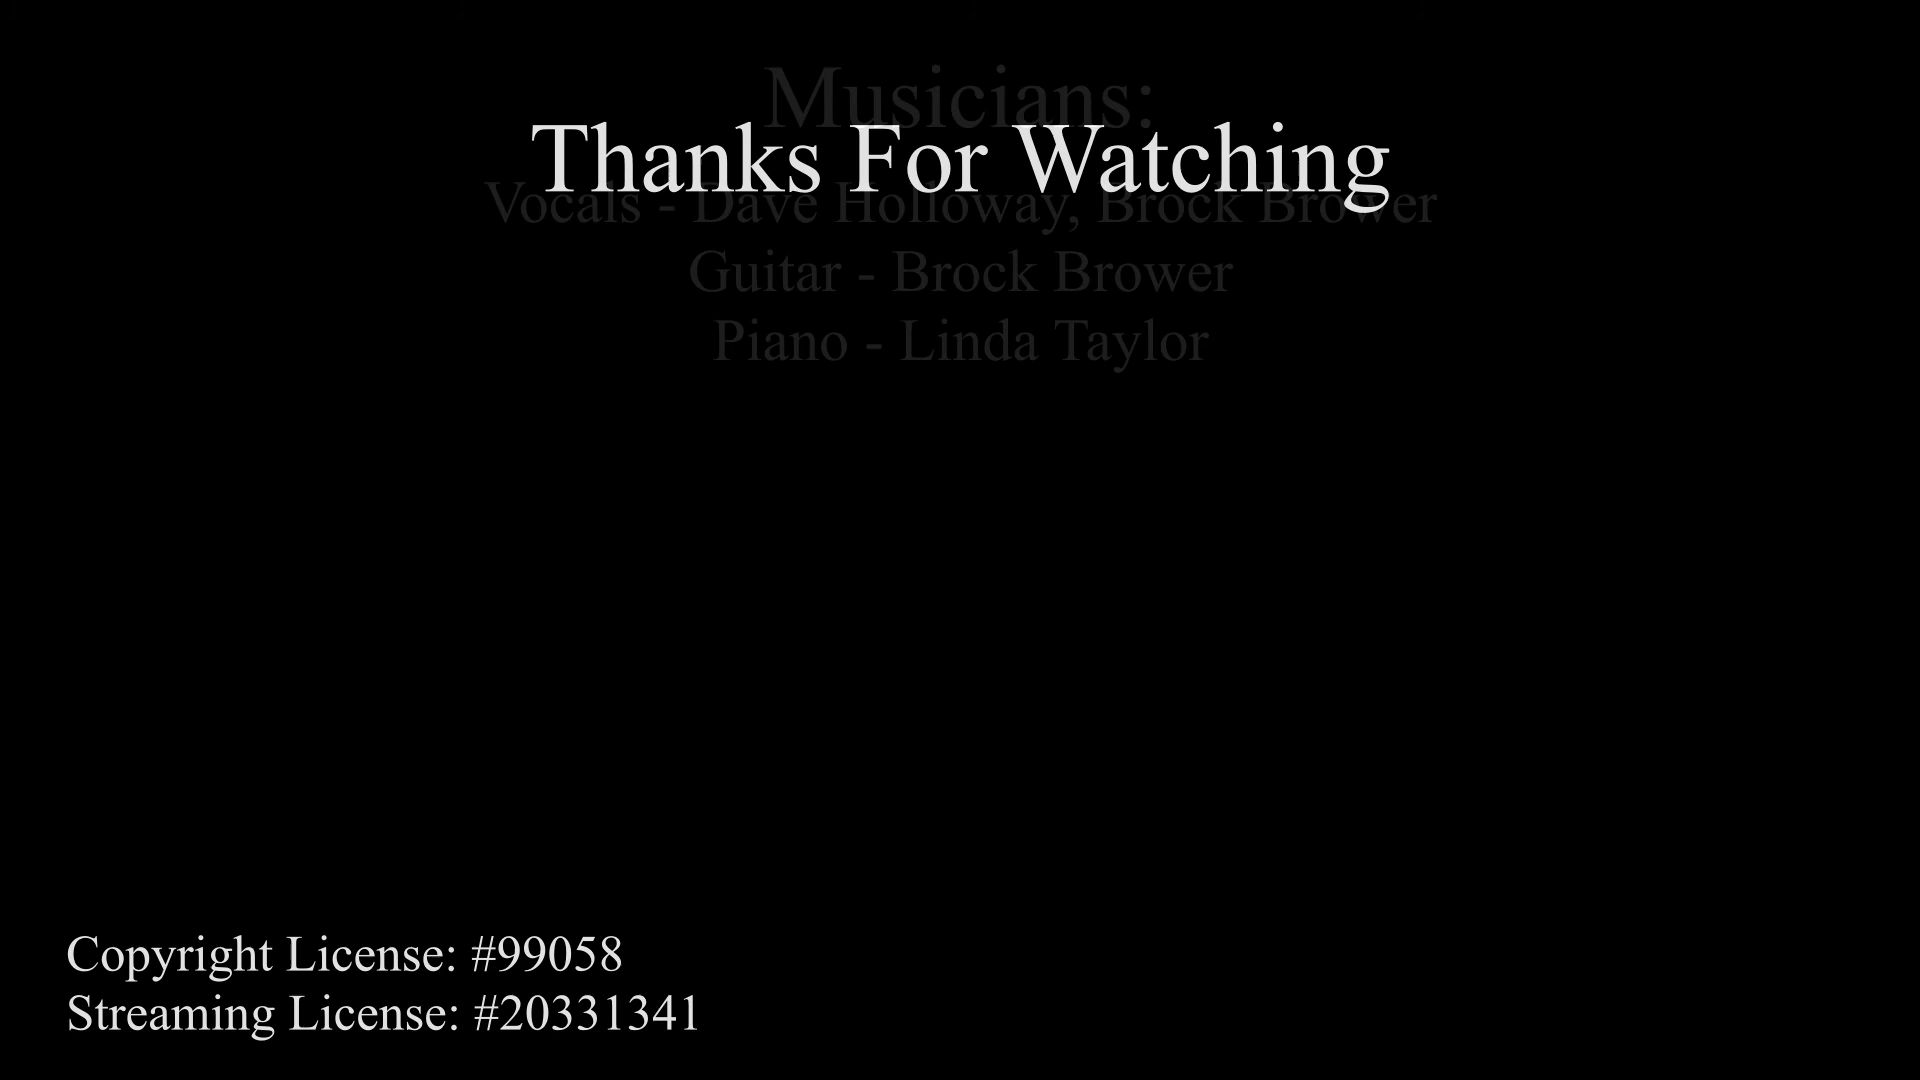 Musicians:
Thanks For Watching
Vocals - Dave Holloway, Brock Brower
Guitar - Brock Brower
Piano - Linda Taylor
Copyright License: #99058
Streaming License: #20331341